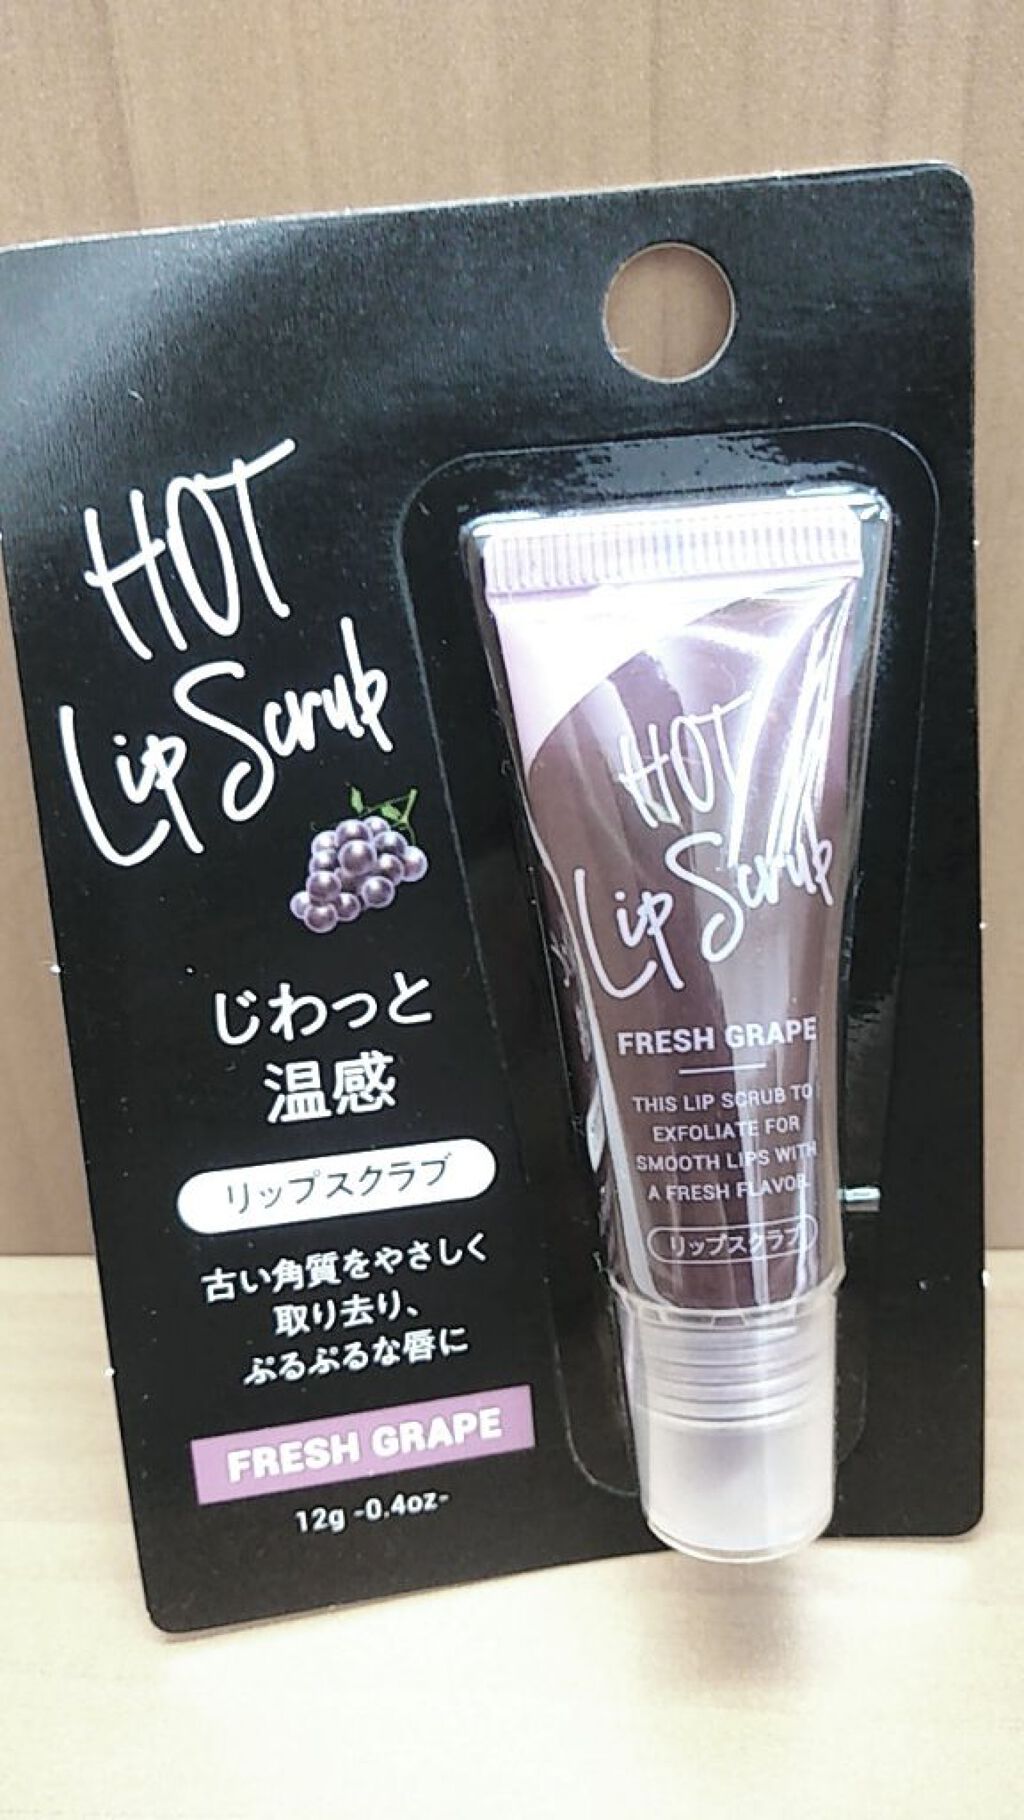 HOT
Lip Scrub
じわっと
温感
リップスクラブ
古い角質をやさしく
取り去り、
ぷるぷるな唇に
FRESH GRAPE
12g -0.4oz-
HOT
Lip Scrub
FRESH GRAPE
THIS LIP SCRUB TO
EXFOLIATE FOR
SMOOTH LIPS WITH
A FRESH FLAVOR.
リップスクラブ